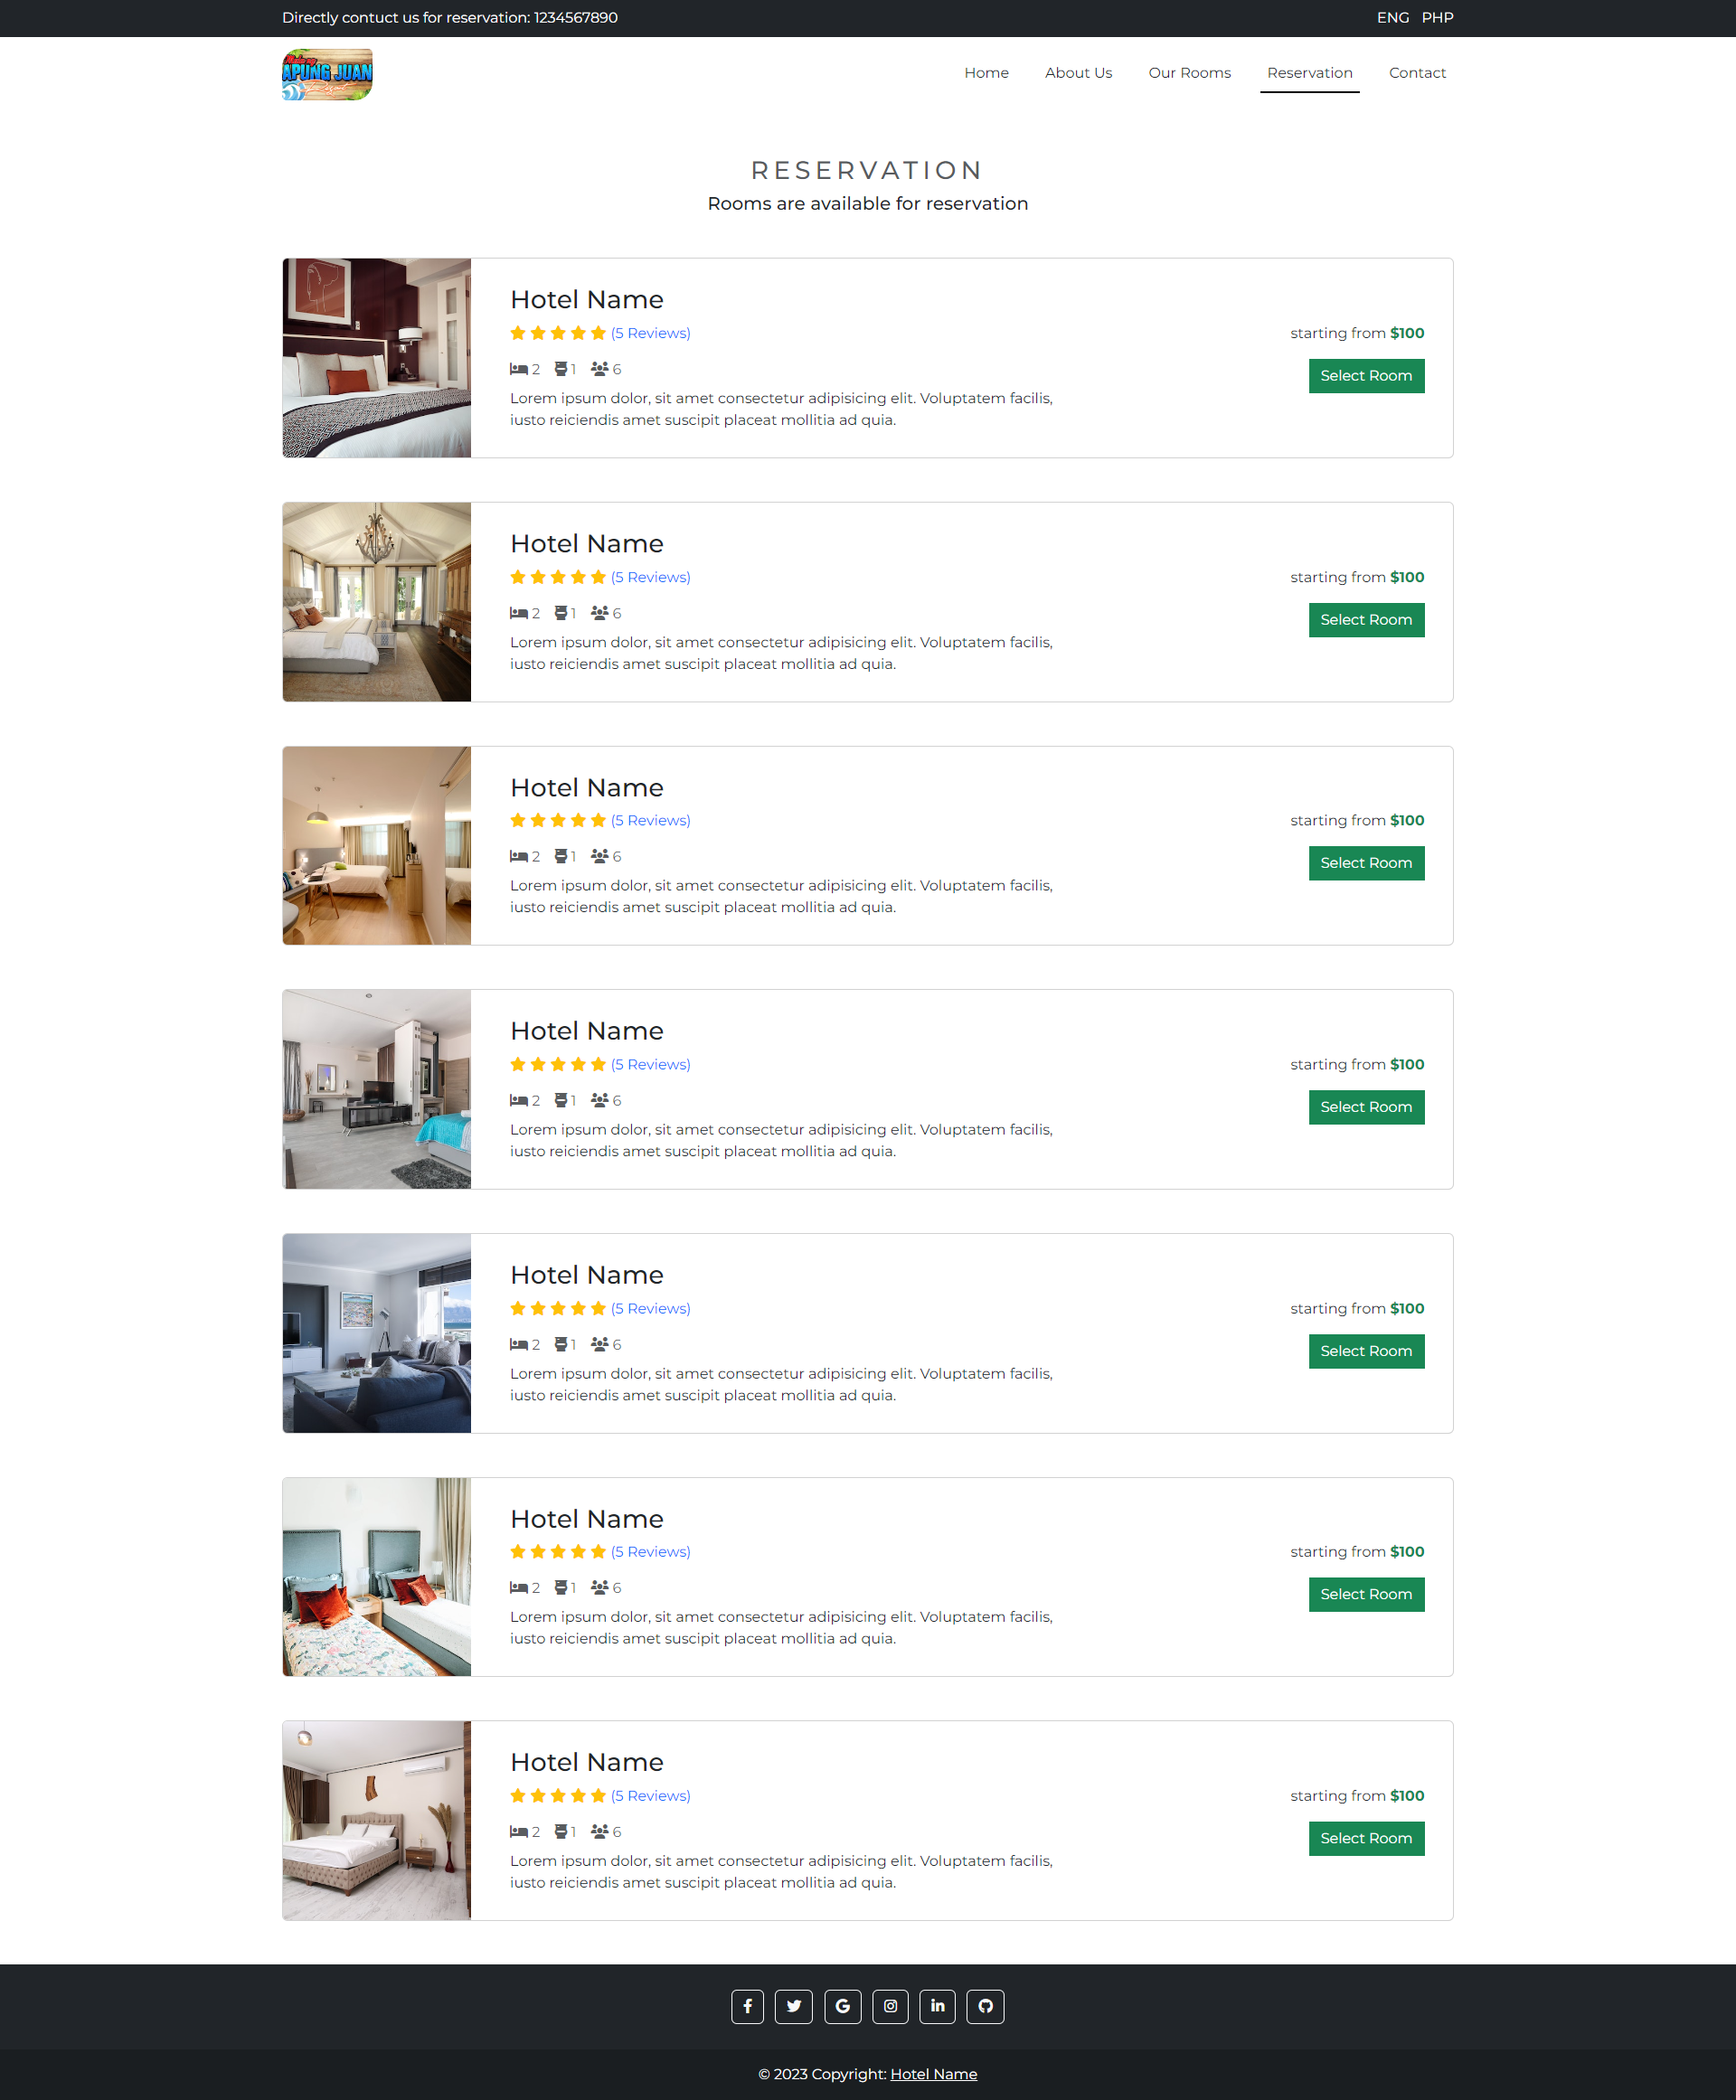 Directly contuct us for reservation: 1234567890
ENG PHP
APUNG JUAN
Home About Us Our Rooms Reservation Contact
RESERVATION
Rooms are available for reservation
Hotel Name
(5 Reviews)
starting from $100
2 1 6
Select Room
Lorem ipsum dolor, sit amet consectetur adipisicing elit. Voluptatem facilis,
iusto reiciendis amet suscipit placeat mollitia ad quia.
Hotel Name
(5 Reviews)
starting from $100
2 1 6
Select Room
Lorem ipsum dolor, sit amet consectetur adipisicing elit. Voluptatem facilis,
iusto reiciendis amet suscipit placeat mollitia ad quia.
Hotel Name
(5 Reviews)
starting from $100
2 1 6
Select Room
Lorem ipsum dolor, sit amet consectetur adipisicing elit. Voluptatem facilis,
iusto reiciendis amet suscipit placeat mollitia ad quia.
Hotel Name
(5 Reviews)
starting from $100
2 1 6
Select Room
Lorem ipsum dolor, sit amet consectetur adipisicing elit. Voluptatem facilis,
iusto reiciendis amet suscipit placeat mollitia ad quia.
Hotel Name
(5 Reviews)
starting from $100
2 1 6
Select Room
Lorem ipsum dolor, sit amet consectetur adipisicing elit. Voluptatem facilis,
iusto reiciendis amet suscipit placeat mollitia ad quia.
Hotel Name
(5 Reviews)
starting from $100
2 1 6
Select Room
Lorem ipsum dolor, sit amet consectetur adipisicing elit. Voluptatem facilis,
iusto reiciendis amet suscipit placeat mollitia ad quia.
Hotel Name
(5 Reviews)
starting from $100
2 1 6
Select Room
Lorem ipsum dolor, sit amet consectetur adipisicing elit. Voluptatem facilis,
iusto reiciendis amet suscipit placeat mollitia ad quia.
© 2023 Copyright: Hotel Name